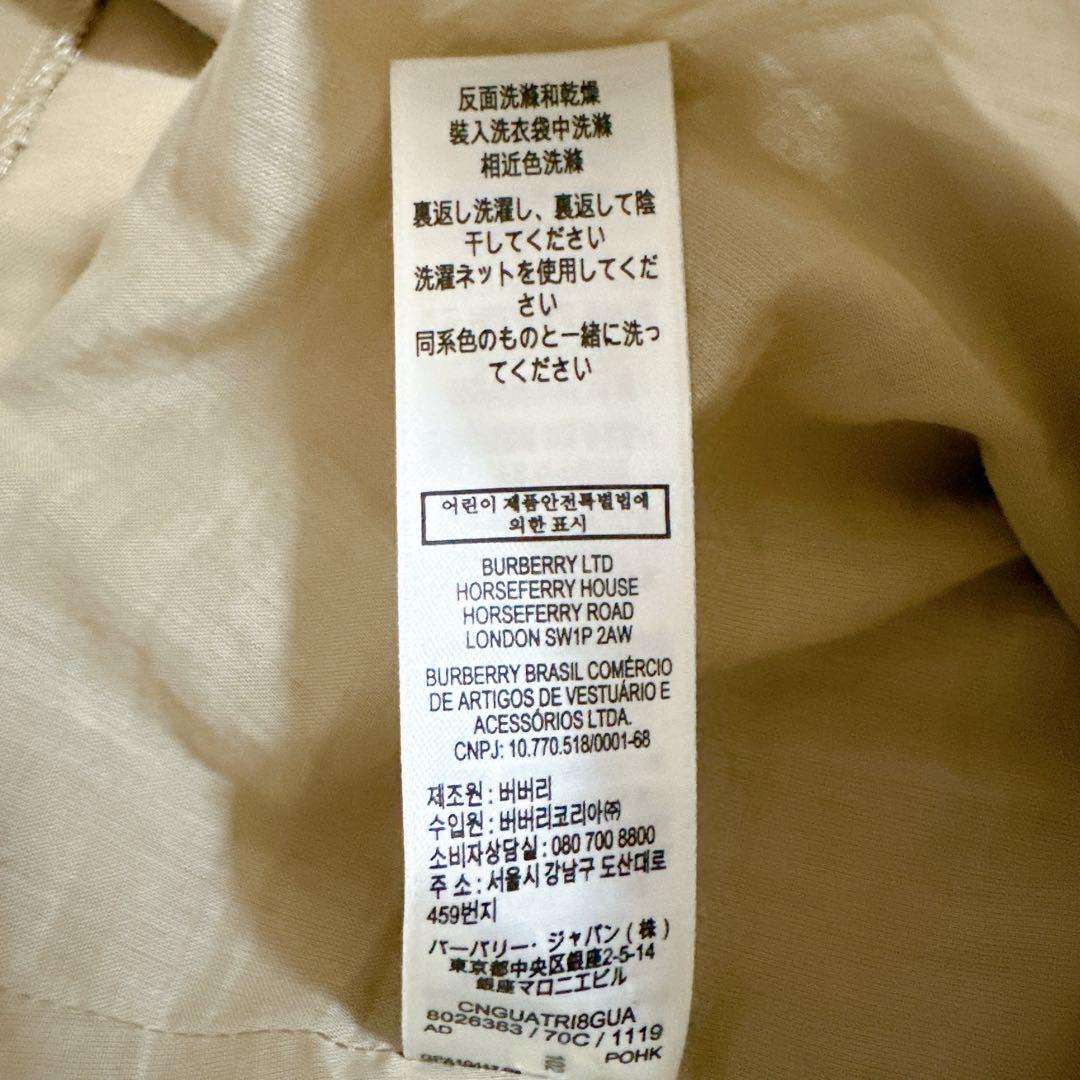 反面洗滌和乾燥
裝入洗衣袋中洗滌
相近色洗滌
裏返し洗濯し、裏返して陰
干してください
洗濯ネットを使用してくだ
さい
同系色のものと一緒に洗っ
てください
어린이 제품안전특별법에
의한 표시
BURBERRY LTD
HORSEFERRY HOUSE
HORSEFERRY ROAD
LONDON SW1P 2AW
BURBERRY BRASIL COMÉRCIO
DE ARTIGOS DE VESTUÁRIO E
ACESSÓRIOS LTDA.
CNPJ: 10.770.518/0001-68
제조원 : 버버리
수입원 : 버버리코리아㈜
소비자상담실 : 080 700 8800
주 소 : 서울시 강남구 도산대로
459번지
バーバリー・ジャパン(株)
東京都中央区銀座2-5-14
銀座マロニエビル
CNGUATRI8GUA
8026383 / 70C / 1119
AD POHK